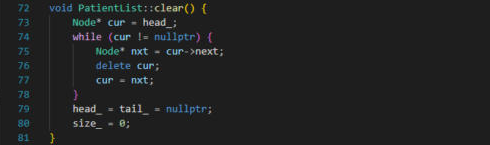 72 void PatientList::clear() {
73     Node* cur = head_;
74     while (cur != nullptr) {
75         Node* nxt = cur->next;
76         delete cur;
77         cur = nxt;
78     }
79     head_ = tail_ = nullptr;
80     size_ = 0;
81 }